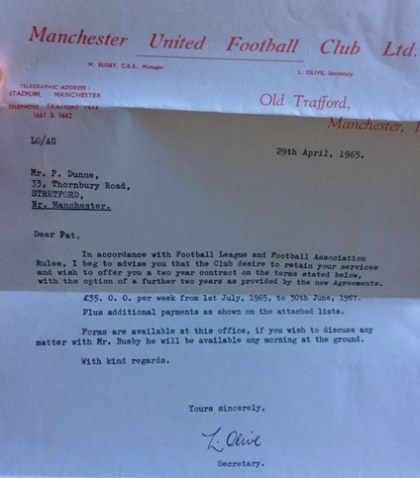 Manchester United Football Club Ltd.
M. BUSBY, C.B.E. Manager
L. OLIVE, Secretary
TELEGRAPHIC ADDRESS:
STADIUM, MANCHESTER
TELEPHONE TRAFFORD PARK
1661 & 1662
Old Trafford,
Manchester,
LO/AG
29th April, 1965.
Mr. P. Dunne,
33, Thornbury Road,
STRETFORD,
Nr. Manchester.
Dear Pat.
In accordance with Football League and Football Association
Rules, I beg to advise you that the Club desire to retain your services
and wish to offer you a two year contract on the terms stated below,
with the option of a further two years as provided by the new Agreements.
£35. O. O. per week from 1st July, 1965, to 30th June, 1967.
Plus additional payments as shown on the attached lists.
Forms are available at this office, if you wish to discuss any
matter with Mr. Busby he will be available any morning at the ground.
With kind regards.
Yours sincerely,
L. Olive
Secretary.